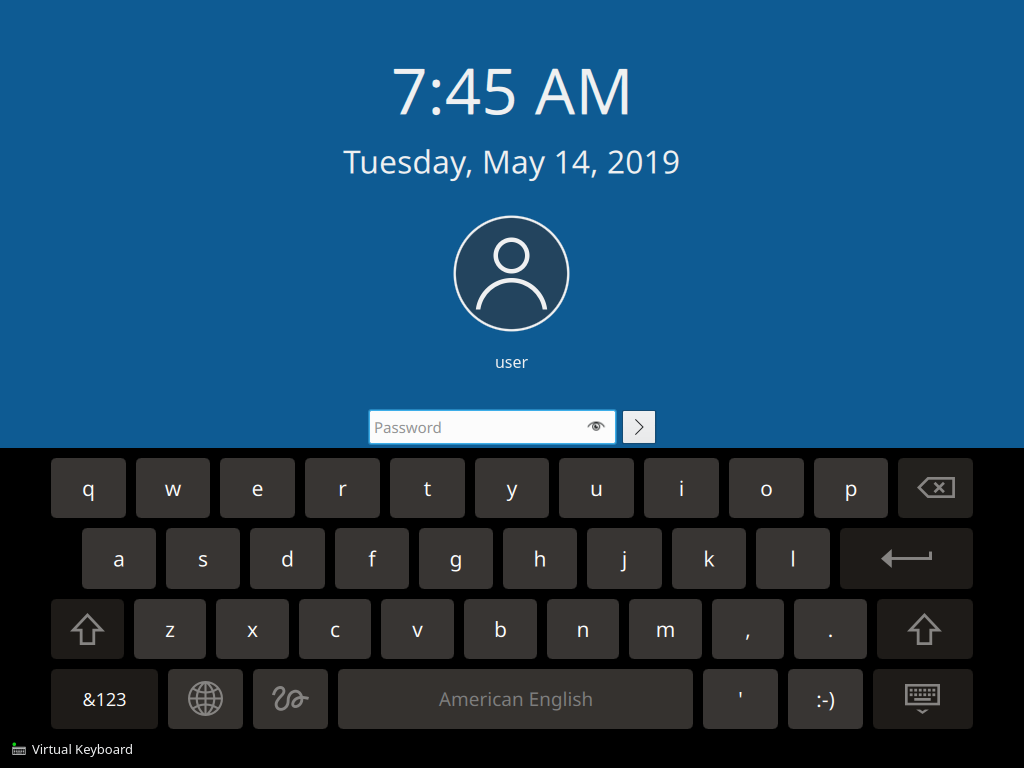 7:45 AM
Tuesday, May 14, 2019
user
Password
q w e r t y u i o p
a s d f g h j k l
z x c v b n m , .
&123 American English ' :-)
Virtual Keyboard